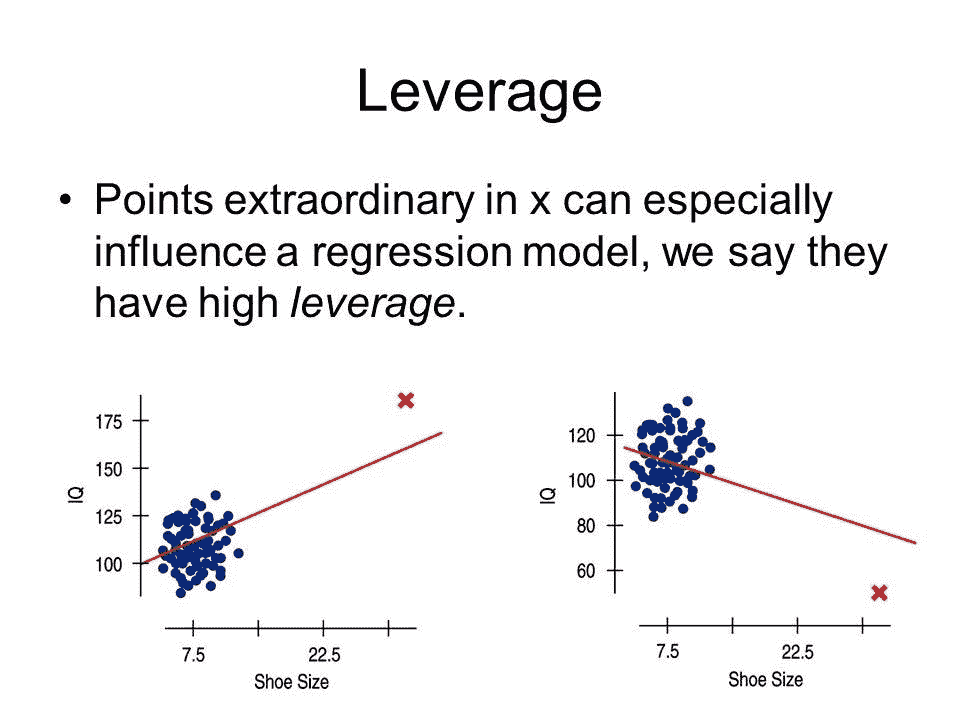 Leverage
• Points extraordinary in x can especially
influence a regression model, we say they
have high leverage.
175
150
125
100
IQ
7.5
22.5
Shoe Size
120
100
80
60
IQ
7.5
22.5
Shoe Size